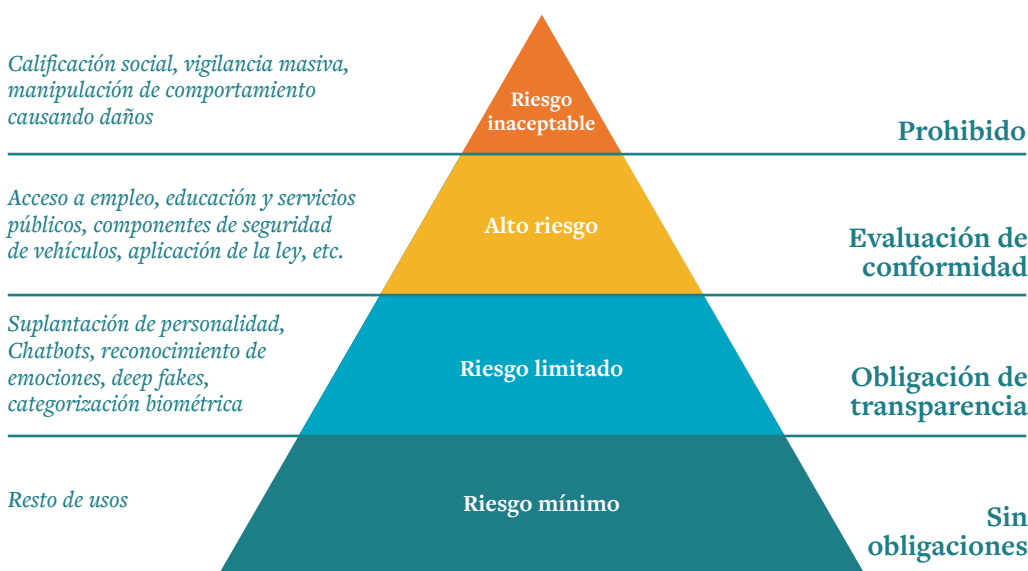 Calificación social, vigilancia masiva,
manipulación de comportamiento
causando daños
Riesgo
inaceptable
Prohibido
Acceso a empleo, educación y servicios
públicos, componentes de seguridad
de vehículos, aplicación de la ley, etc.
Alto riesgo
Evaluación de
conformidad
Suplantación de personalidad,
Chatbots, reconocimiento de
emociones, deep fakes,
categorización biométrica
Riesgo limitado
Obligación de
transparencia
Resto de usos
Riesgo mínimo
Sin
obligaciones